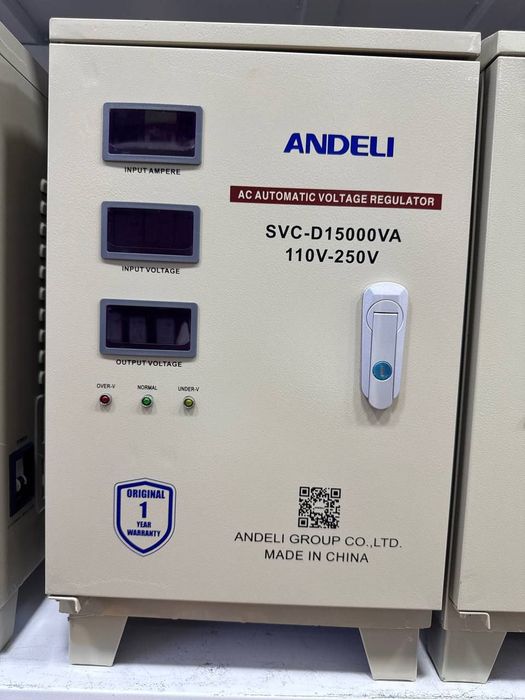 ANDELI
AC AUTOMATIC VOLTAGE REGULATOR
SVC-D15000VA
110V-250V
INPUT AMPERE
INPUT VOLTAGE
OUTPUT VOLTAGE
OVER-V NORMAL UNDER-V
ORIGINAL
1
YEAR
WARRANTY
ANDELI GROUP CO.,LTD.
MADE IN CHINA